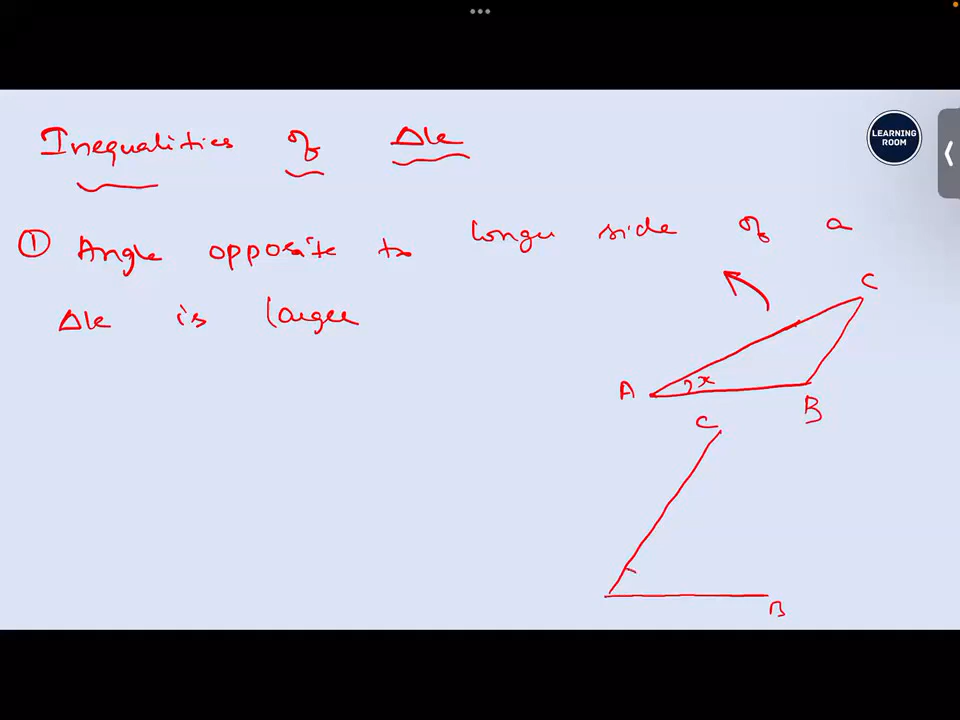 Inequalities of Δle
LEARNING ROOM
① Angle opposite to longer side of a
Δle is larger
C
A x B
C
B